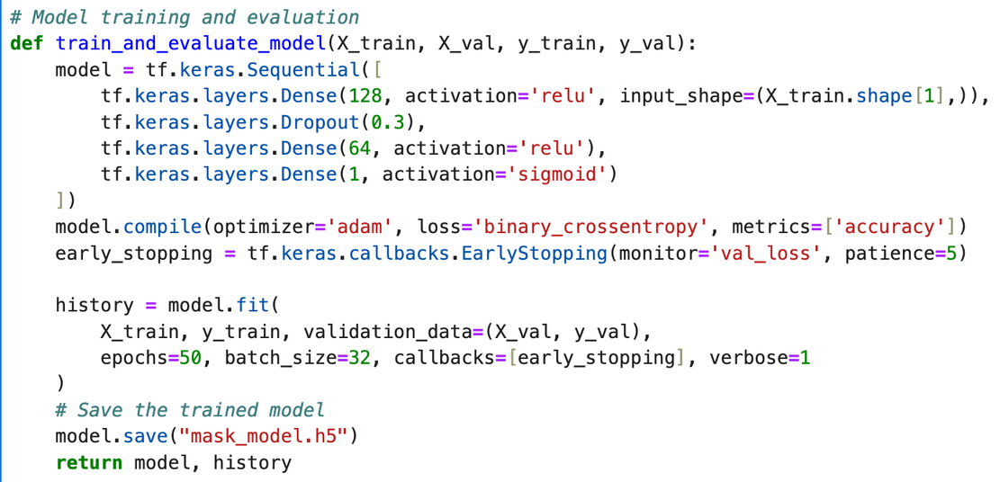 # Model training and evaluation
def train_and_evaluate_model(X_train, X_val, y_train, y_val):
    model = tf.keras.Sequential([
        tf.keras.layers.Dense(128, activation='relu', input_shape=(X_train.shape[1],)),
        tf.keras.layers.Dropout(0.3),
        tf.keras.layers.Dense(64, activation='relu'),
        tf.keras.layers.Dense(1, activation='sigmoid')
    ])
    model.compile(optimizer='adam', loss='binary_crossentropy', metrics=['accuracy'])
    early_stopping = tf.keras.callbacks.EarlyStopping(monitor='val_loss', patience=5)

    history = model.fit(
        X_train, y_train, validation_data=(X_val, y_val),
        epochs=50, batch_size=32, callbacks=[early_stopping], verbose=1
    )
    # Save the trained model
    model.save("mask_model.h5")
    return model, history